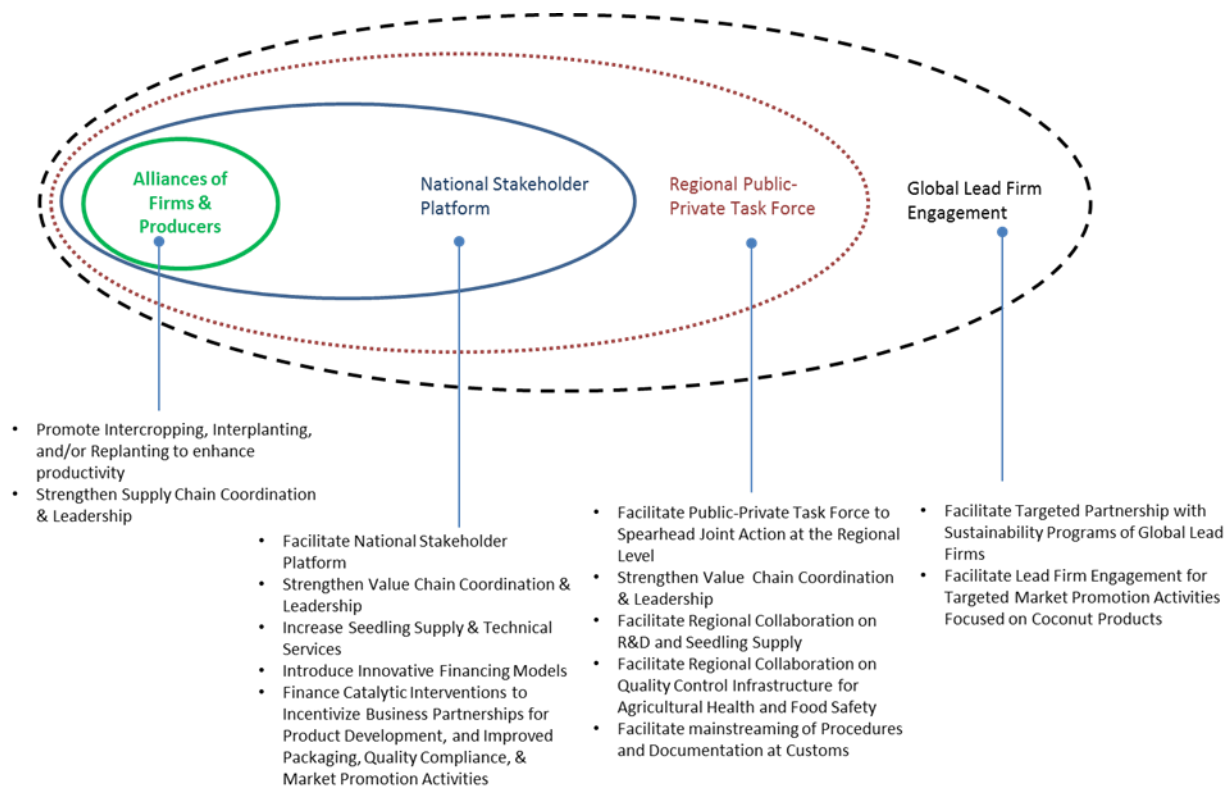 Alliances of
Firms &
Producers
National Stakeholder
Platform
Regional Public-
Private Task Force
Global Lead Firm
Engagement
• Promote Intercropping, Interplanting,
and/or Replanting to enhance
productivity
• Strengthen Supply Chain Coordination
& Leadership
• Facilitate National Stakeholder
Platform
• Strengthen Value Chain Coordination &
Leadership
• Increase Seedling Supply & Technical
Services
• Introduce Innovative Financing Models
• Finance Catalytic Interventions to
Incentivize Business Partnerships for
Product Development, and Improved
Packaging, Quality Compliance, &
Market Promotion Activities
• Facilitate Public-Private Task Force to
Spearhead Joint Action at the Regional
Level
• Strengthen Value Chain Coordination
& Leadership
• Facilitate Regional Collaboration on
R&D and Seedling Supply
• Facilitate Regional Collaboration on
Quality Control Infrastructure for
Agricultural Health and Food Safety
• Facilitate mainstreaming of Procedures
and Documentation at Customs
• Facilitate Targeted Partnership with
Sustainability Programs of Global Lead
Firms
• Facilitate Lead Firm Engagement for
Targeted Market Promotion Activities
Focused on Coconut Products